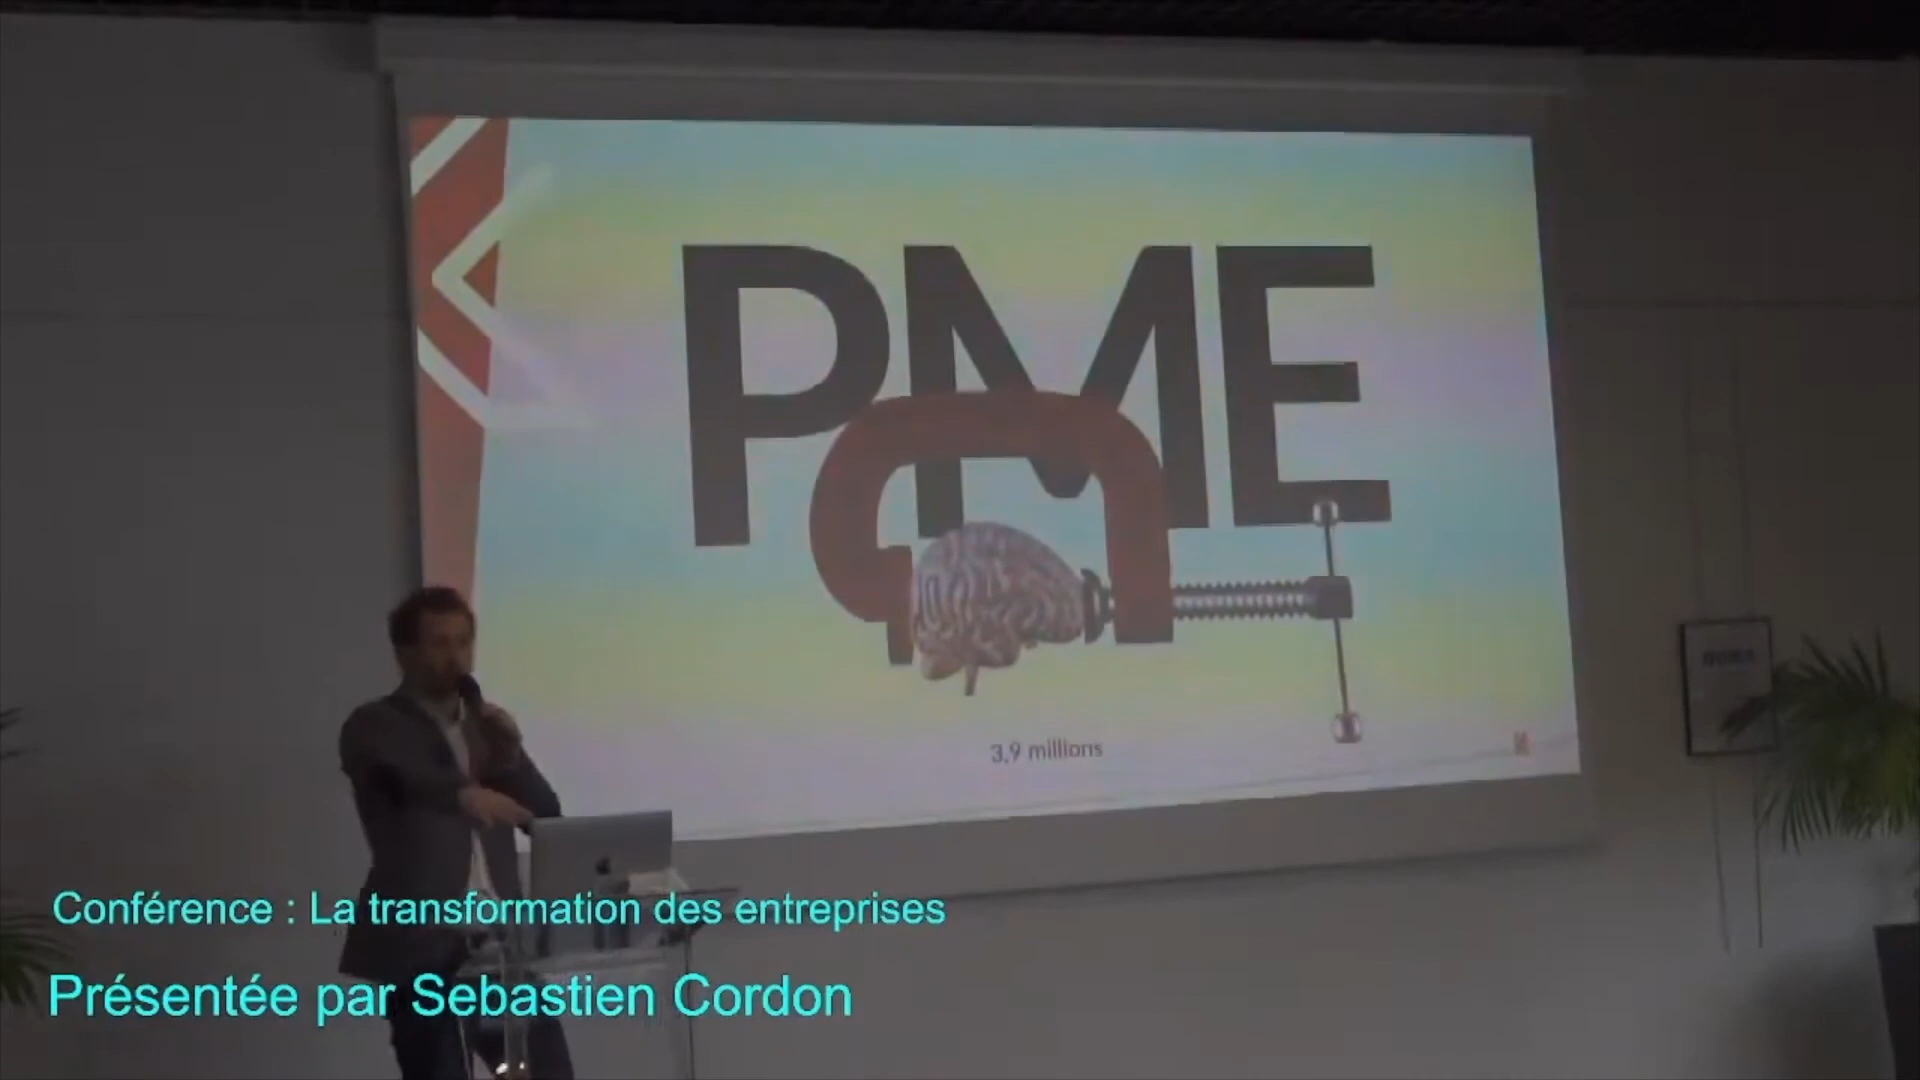 PME
3,9 millions
Conférence : La transformation des entreprises
Présentée par Sebastien Cordon